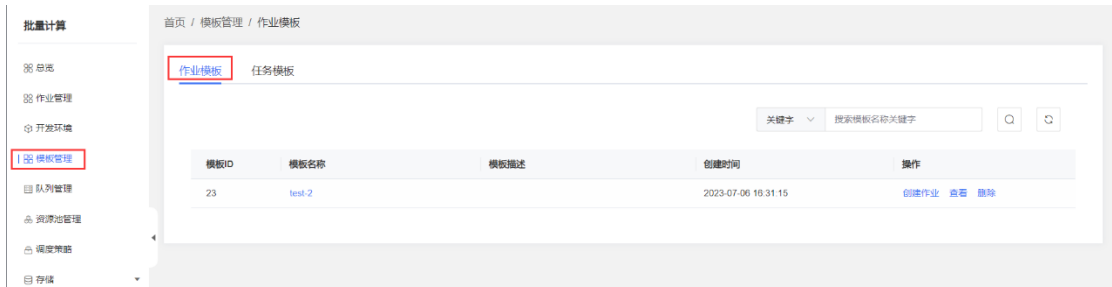 批量计算
总览
作业管理
开发环境
模板管理
队列管理
资源池管理
调度策略
存储
首页 / 模板管理 / 作业模板
作业模板 任务模板
关键字 搜索模板名称关键字
模板ID 模板名称 模板描述 创建时间 操作
23 test-2 2023-07-06 16:31:15 创建作业 查看 删除